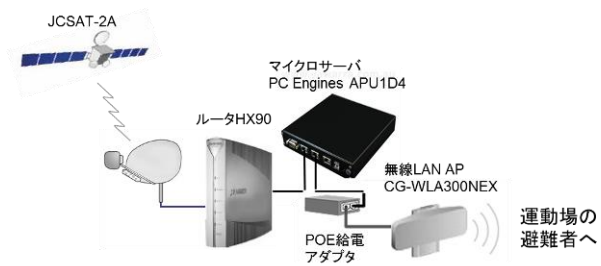 JCSAT-2A
マイクロサーバ
PC Engines APU1D4
ルータHX90
無線LAN AP
CG-WLA300NEX
POE給電
アダプタ
運動場の
避難者へ